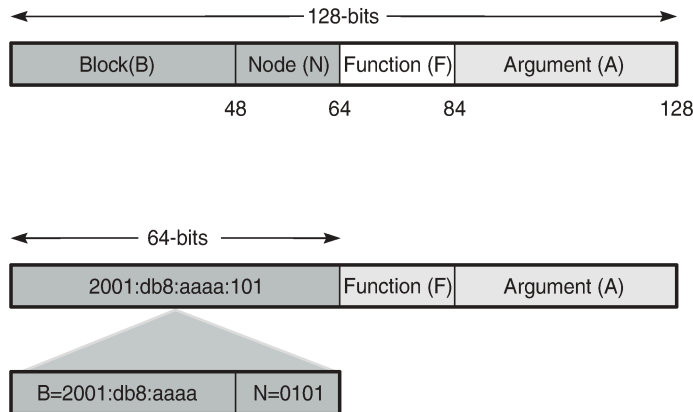 128-bits
Block(B) Node (N) Function (F) Argument (A)
48 64 84 128
64-bits
2001:db8:aaaa:101 Function (F) Argument (A)
B=2001:db8:aaaa N=0101